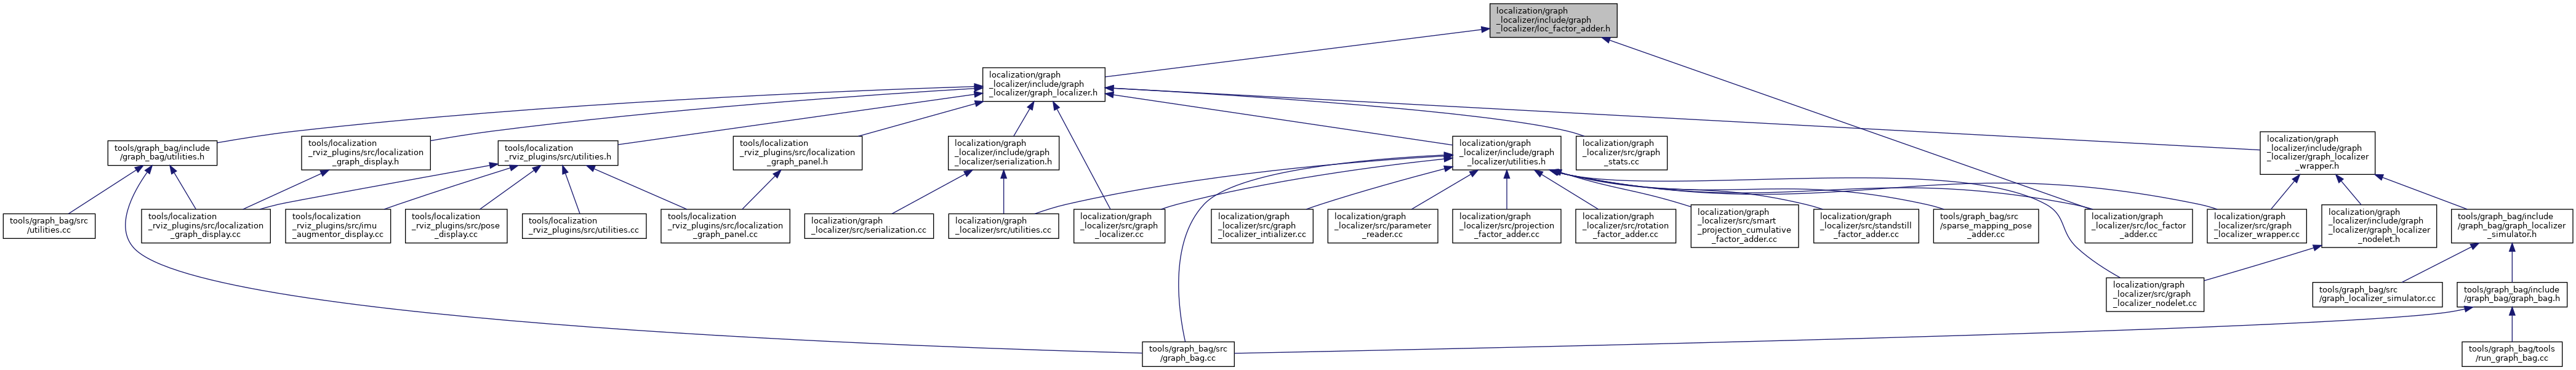 localization/graph
_localizer/include/graph
_localizer/loc_factor_adder.h
localization/graph
_localizer/include/graph
_localizer/graph_localizer.h
tools/graph_bag/include
/graph_bag/utilities.h
tools/localization
_rviz_plugins/src/localization
_graph_display.h
tools/localization
_rviz_plugins/src/utilities.h
tools/localization
_rviz_plugins/src/localization
_graph_panel.h
localization/graph
_localizer/include/graph
_localizer/serialization.h
localization/graph
_localizer/include/graph
_localizer/utilities.h
localization/graph
_localizer/src/graph
_stats.cc
localization/graph
_localizer/include/graph
_localizer/graph_localizer
_wrapper.h
tools/graph_bag/src
/utilities.cc
tools/localization
_rviz_plugins/src/localization
_graph_display.cc
tools/localization
_rviz_plugins/src/imu
_augmentor_display.cc
tools/localization
_rviz_plugins/src/pose
_display.cc
tools/localization
_rviz_plugins/src/utilities.cc
tools/localization
_rviz_plugins/src/localization
_graph_panel.cc
localization/graph
_localizer/src/serialization.cc
localization/graph
_localizer/src/utilities.cc
localization/graph
_localizer/src/graph
_localizer.cc
localization/graph
_localizer/src/graph
_localizer_intializer.cc
localization/graph
_localizer/src/parameter
_reader.cc
localization/graph
_localizer/src/projection
_factor_adder.cc
localization/graph
_localizer/src/rotation
_factor_adder.cc
localization/graph
_localizer/src/smart
_projection_cumulative
_factor_adder.cc
localization/graph
_localizer/src/standstill
_factor_adder.cc
tools/graph_bag/src
/sparse_mapping_pose
_adder.cc
localization/graph
_localizer/src/loc_factor
_adder.cc
localization/graph
_localizer/src/graph
_localizer_wrapper.cc
localization/graph
_localizer/include/graph
_localizer/graph_localizer
_nodelet.h
tools/graph_bag/include
/graph_bag/graph_localizer
_simulator.h
localization/graph
_localizer/src/graph
_localizer_nodelet.cc
tools/graph_bag/src
/graph_localizer_simulator.cc
tools/graph_bag/include
/graph_bag/graph_bag.h
tools/graph_bag/src
/graph_bag.cc
tools/graph_bag/tools
/run_graph_bag.cc